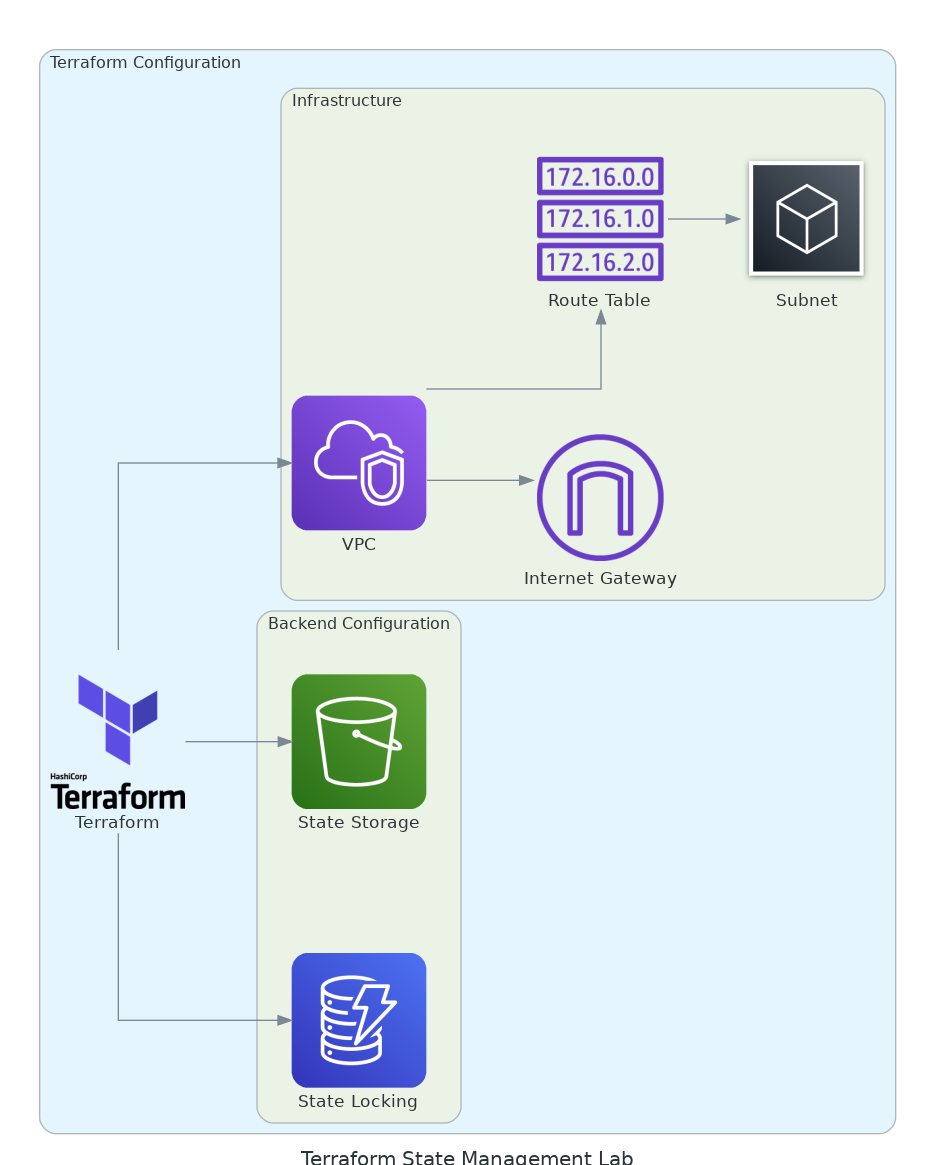 Terraform Configuration
Infrastructure
172.16.0.0
172.16.1.0
172.16.2.0
Route Table
Subnet
VPC
Internet Gateway
Backend Configuration
HashiCorp
Terraform
Terraform
State Storage
State Locking
Terraform State Management Lab